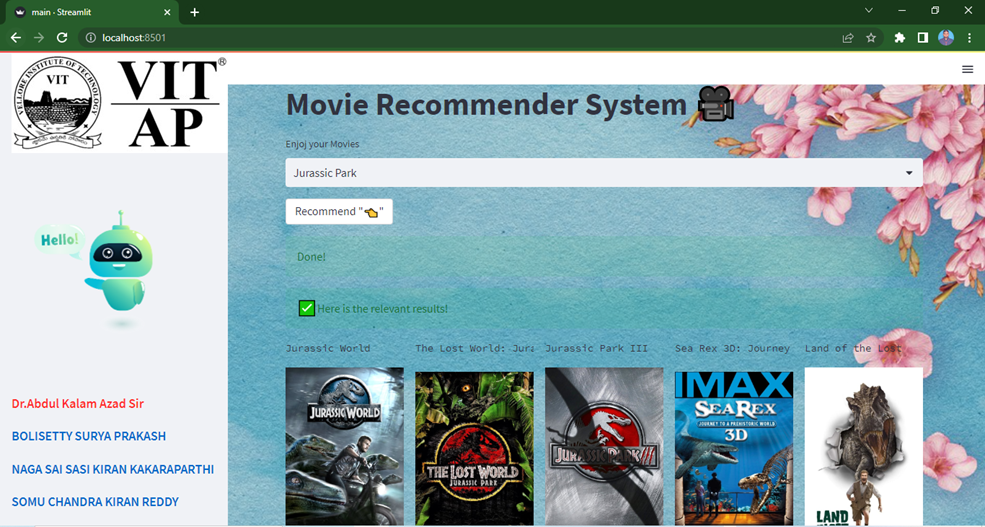 main · Streamlit
localhost:8501
VIT
VELLORE INSTITUTE OF TECHNOLOGY
VIT®
AP
Hello!
Dr.Abdul Kalam Azad Sir
BOLISETTY SURYA PRAKASH
NAGA SAI SASI KIRAN KAKARAPARTHI
SOMU CHANDRA KIRAN REDDY
Movie Recommender System
Enjoj your Movies
Jurassic Park
Recommend "👈"
Done!
✅ Here is the relevant results!
Jurassic World
The Lost World: Jur
Jurassic Park III
Sea Rex 3D: Journey
Land of the Lost
JURASSIC WORLD
THE LOST WORLD
JURASSIC PARK
JURASSIC PARK III
IMAX
SEA REX
JOURNEY TO A PREHISTORIC WORLD
3D
LAND